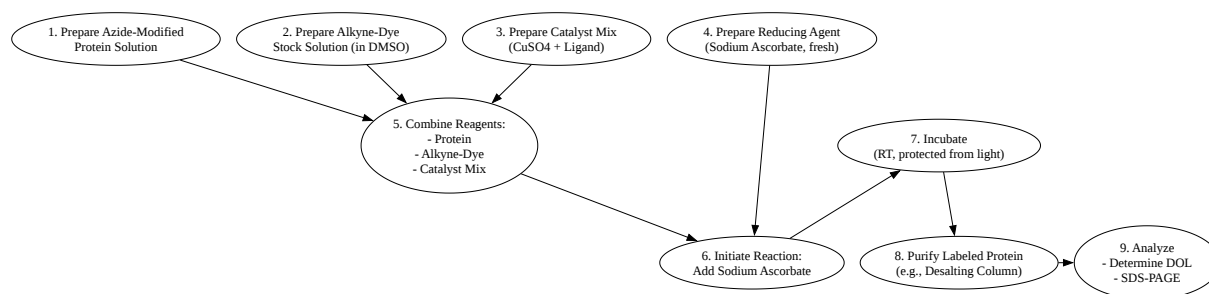 1. Prepare Azide-Modified
Protein Solution
2. Prepare Alkyne-Dye
Stock Solution (in DMSO)
3. Prepare Catalyst Mix
(CuSO4 + Ligand)
4. Prepare Reducing Agent
(Sodium Ascorbate, fresh)
5. Combine Reagents:
- Protein
- Alkyne-Dye
- Catalyst Mix
6. Initiate Reaction:
Add Sodium Ascorbate
7. Incubate
(RT, protected from light)
8. Purify Labeled Protein
(e.g., Desalting Column)
9. Analyze
- Determine DOL
- SDS-PAGE